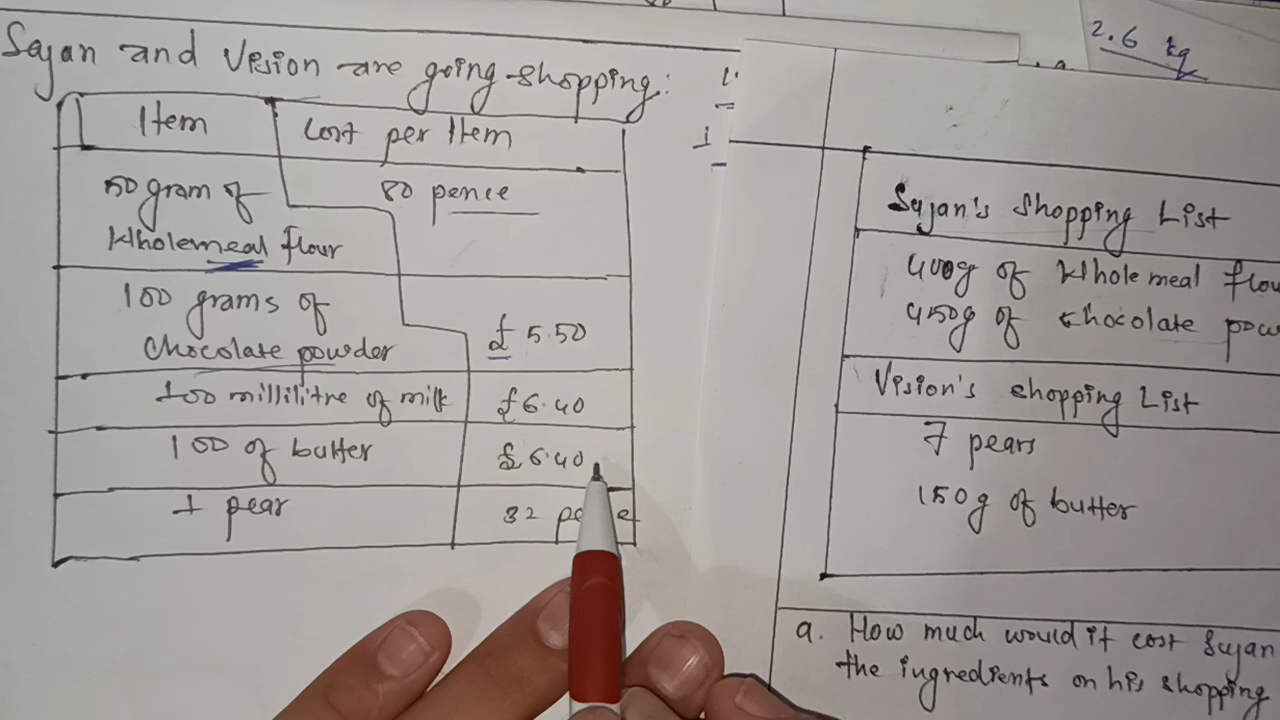 Sajan and Vision are going shopping:
Item
Cost per Item
50 gram of
Wholemeal flour
80 pence
100 grams of
chocolate powder
£ 5.50
100 millilitre of milk
£6.40
100 of butter
£6.40
1 pear
32
2.6 kg
Sujan's shopping List
400g of Wholemeal flou
450g of chocolate pow
Vision's shopping List
7 pears
150g of butter
a. How much would it cost Sujan
the ingredients on his shopping